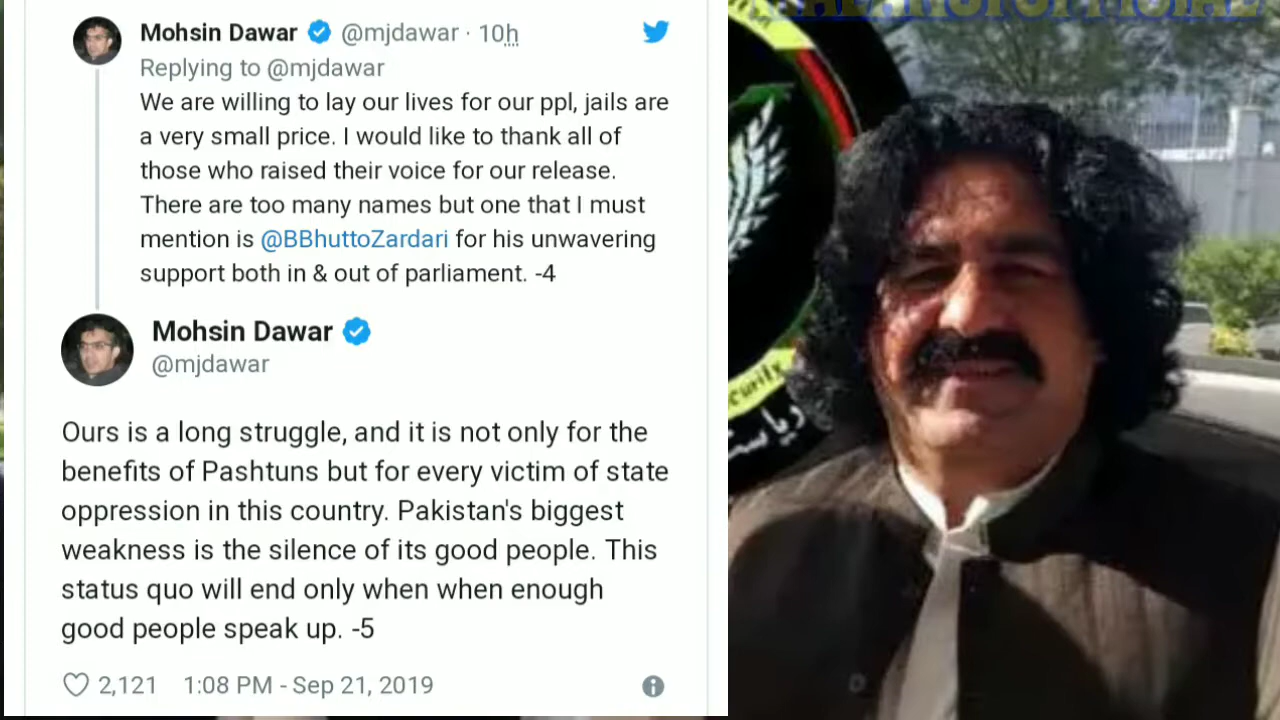 Mohsin Dawar @mjdawar · 10h
Replying to @mjdawar
We are willing to lay our lives for our ppl, jails are
a very small price. I would like to thank all of
those who raised their voice for our release.
There are too many names but one that I must
mention is @BBhuttoZardari for his unwavering
support both in & out of parliament. -4
Mohsin Dawar
@mjdawar
Ours is a long struggle, and it is not only for the
benefits of Pashtuns but for every victim of state
oppression in this country. Pakistan's biggest
weakness is the silence of its good people. This
status quo will end only when when enough
good people speak up. -5
2,121 1:08 PM - Sep 21, 2019